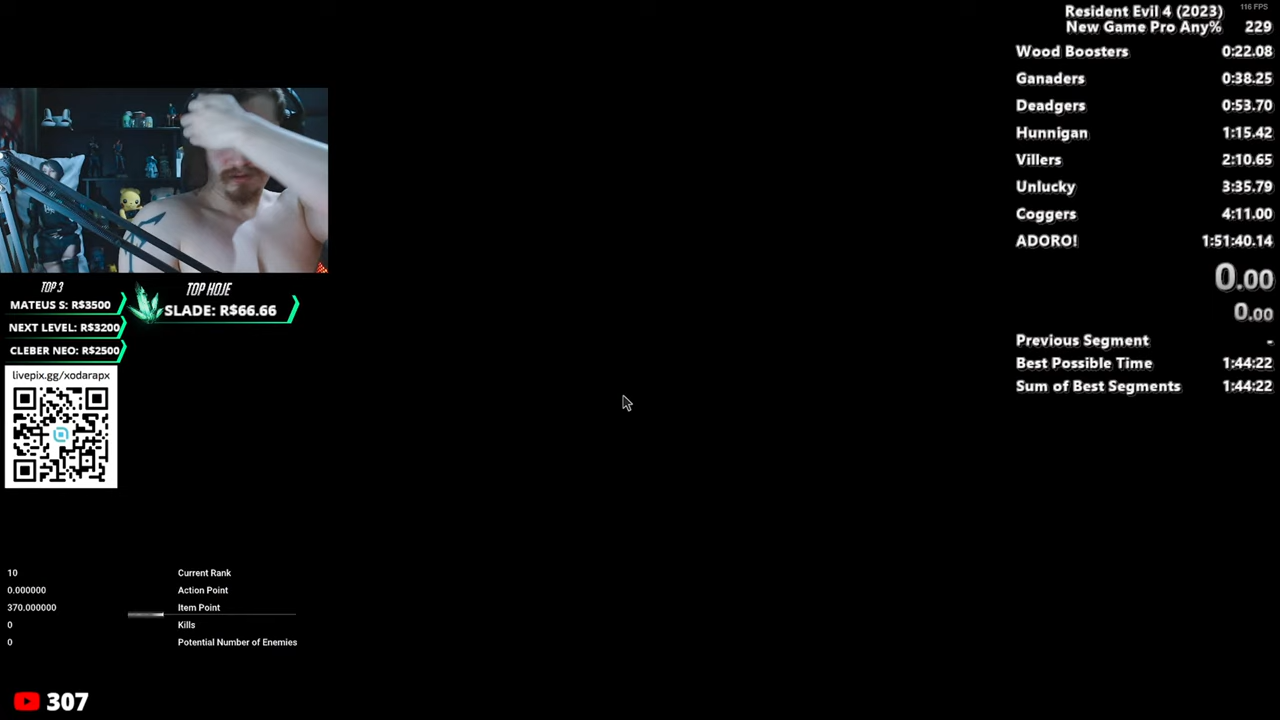 116 FPS
Resident Evil 4 (2023)
New Game Pro Any% 229
Wood Boosters 0:22.08
Ganaders 0:38.25
Deadgers 0:53.70
Hunnigan 1:15.42
Villers 2:10.65
Unlucky 3:35.79
Coggers 4:11.00
ADORO! 1:51:40.14
0.00
0.00
Previous Segment -
Best Possible Time 1:44:22
Sum of Best Segments 1:44:22
TOP 3
MATEUS S: R$3500
NEXT LEVEL: R$3200
CLEBER NEO: R$2500
TOP HOJE
SLADE: R$66.66
livepix.gg/xodarapx
10 Current Rank
0.000000 Action Point
370.000000 Item Point
0 Kills
0 Potential Number of Enemies
307